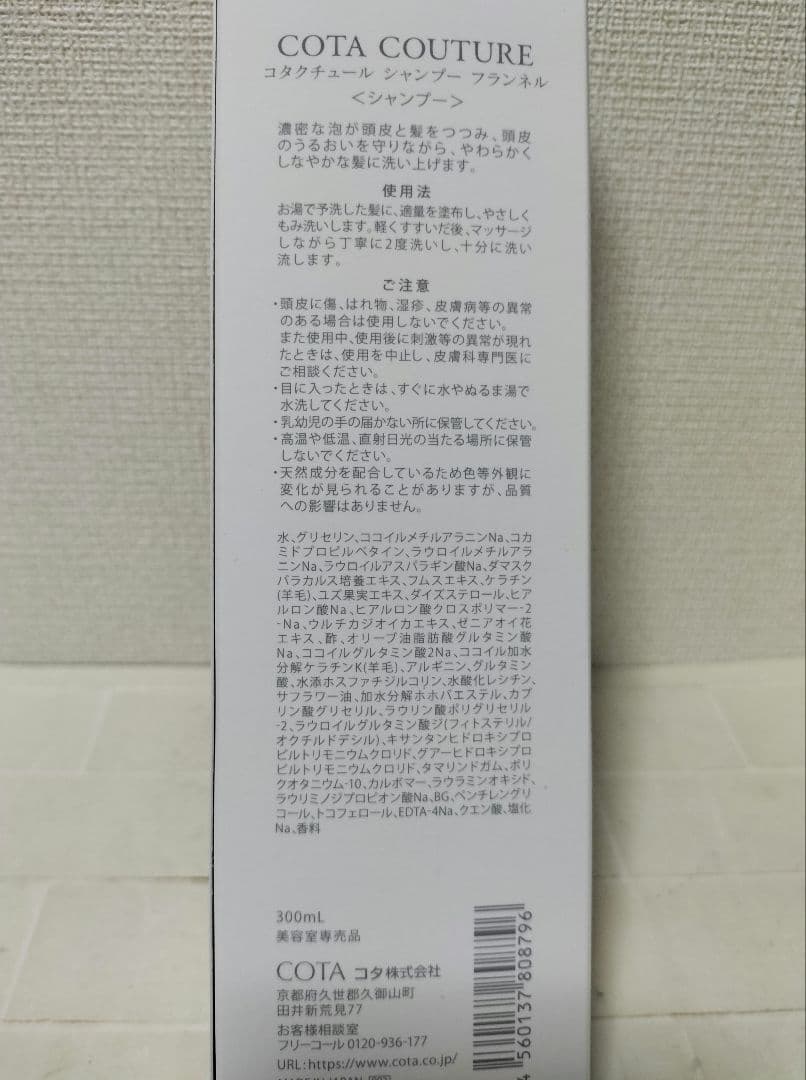 COTA COUTURE
コタクチュール シャンプー フランネル
＜シャンプー＞
濃密な泡が頭皮と髪をつつみ、頭皮
のうるおいを守りながら、やわらかく
しなやかな髪に洗い上げます。
使用法
お湯で予洗した髪に、適量を塗布し、やさしく
もみ洗いします。軽くすすいだ後、マッサージ
しながら丁寧に2度洗いし、十分に洗い
流します。
ご注意
・頭皮に傷、はれ物、湿疹、皮膚病等の異常
のある場合は使用しないでください。
また使用中、使用後に刺激等の異常が現れ
たときは、使用を中止し、皮膚科専門医に
ご相談ください。
・目に入ったときは、すぐに水やぬるま湯で
水洗してください。
・乳幼児の手の届かない所に保管してください。
・高温や低温、直射日光の当たる場所に保管
しないでください。
・天然成分を配合しているため色等外観に
変化が見られることがありますが、品質
への影響はありません。
水、グリセリン、ココイルメチルアラニンNa、コカ
ミドプロピルベタイン、ラウロイルメチルアラ
ニンNa、ラウロイルアスパラギン酸Na、ダマスク
バラカルス培養エキス、フムスエキス、ケラチン
(羊毛)、ユズ果実エキス、ダイズステロール、ヒア
ルロン酸Na、ヒアルロン酸クロスポリマー-2
-Na、ウルチカジオイカエキス、ゼニアオイ花
エキス、酢、オリーブ油脂肪酸グルタミン酸
Na、ココイルグルタミン酸2Na、ココイル加水
分解ケラチンK(羊毛)、アルギニン、グルタミン
酸、水添ホスファチジルコリン、水酸化レシチン、
サフラワー油、加水分解ホホバエステル、カプ
リン酸グリセリル、ラウリン酸ポリグリセリル
-2、ラウロイルグルタミン酸ジ(フィトステリル/
オクチルドデシル)、キサンタンヒドロキシプロ
ピルトリモニウムクロリド、グアーヒドロキシプロ
ピルトリモニウムクロリド、タマリンドガム、ポリ
クオタニウム-10、カルボマー、ラウラミンオキシド、
ラウリミノジプロピオン酸Na、BG、ペンチレングリ
コール、トコフェロール、EDTA-4Na、クエン酸、塩化
Na、香料
300mL
美容室専売品
COTA コタ株式会社
京都府久世郡久御山町
田井新荒見77
お客様相談室
フリーコール 0120-936-177
URL:https://www.cota.co.jp/
MADE IN JAPAN
4 560137 808796